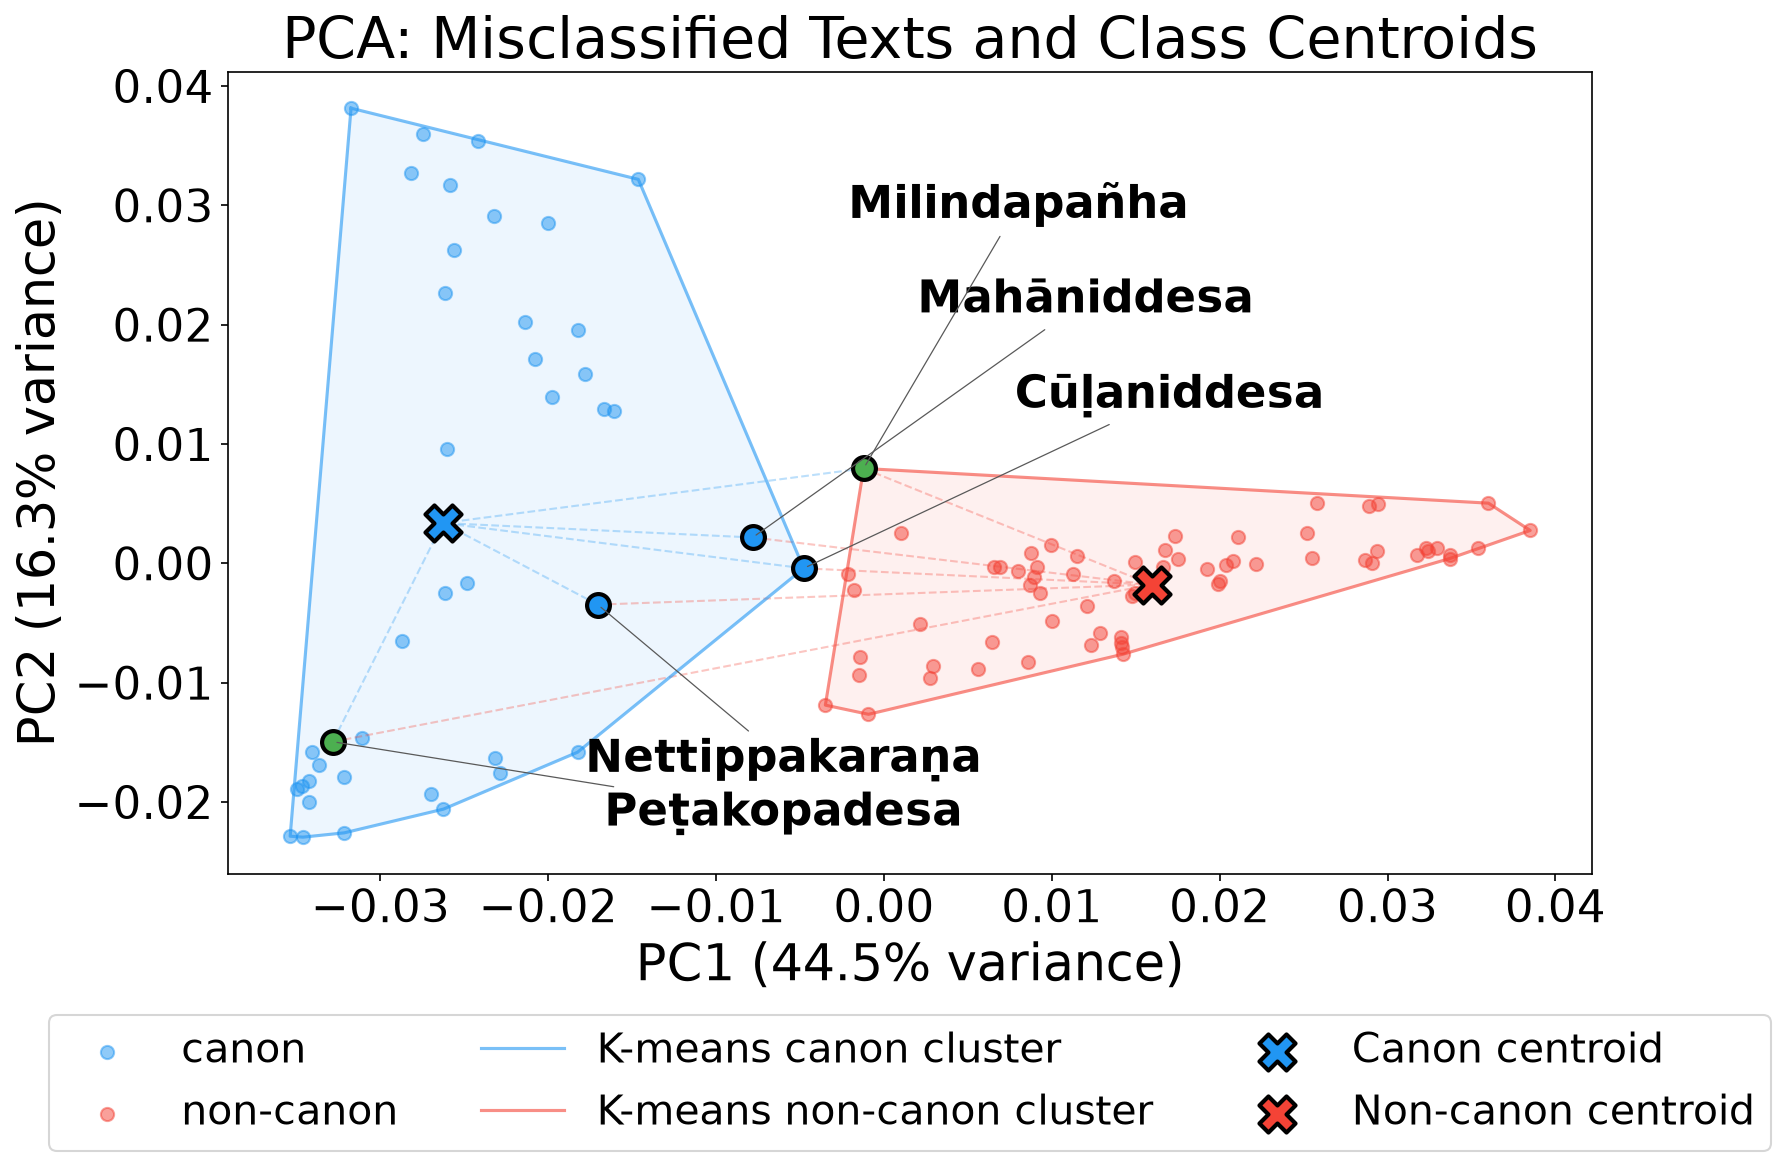 PCA: Misclassified Texts and Class Centroids
0.04
0.03
0.02
0.01
0.00
−0.01
−0.02
PC2 (16.3% variance)
Milindapañha
Mahāniddesa
Cūḷaniddesa
Nettippakaraṇa
Peṭakopadesa
−0.03
−0.02
−0.01
0.00
0.01
0.02
0.03
0.04
PC1 (44.5% variance)
canon
non-canon
K-means canon cluster
K-means non-canon cluster
Canon centroid
Non-canon centroid